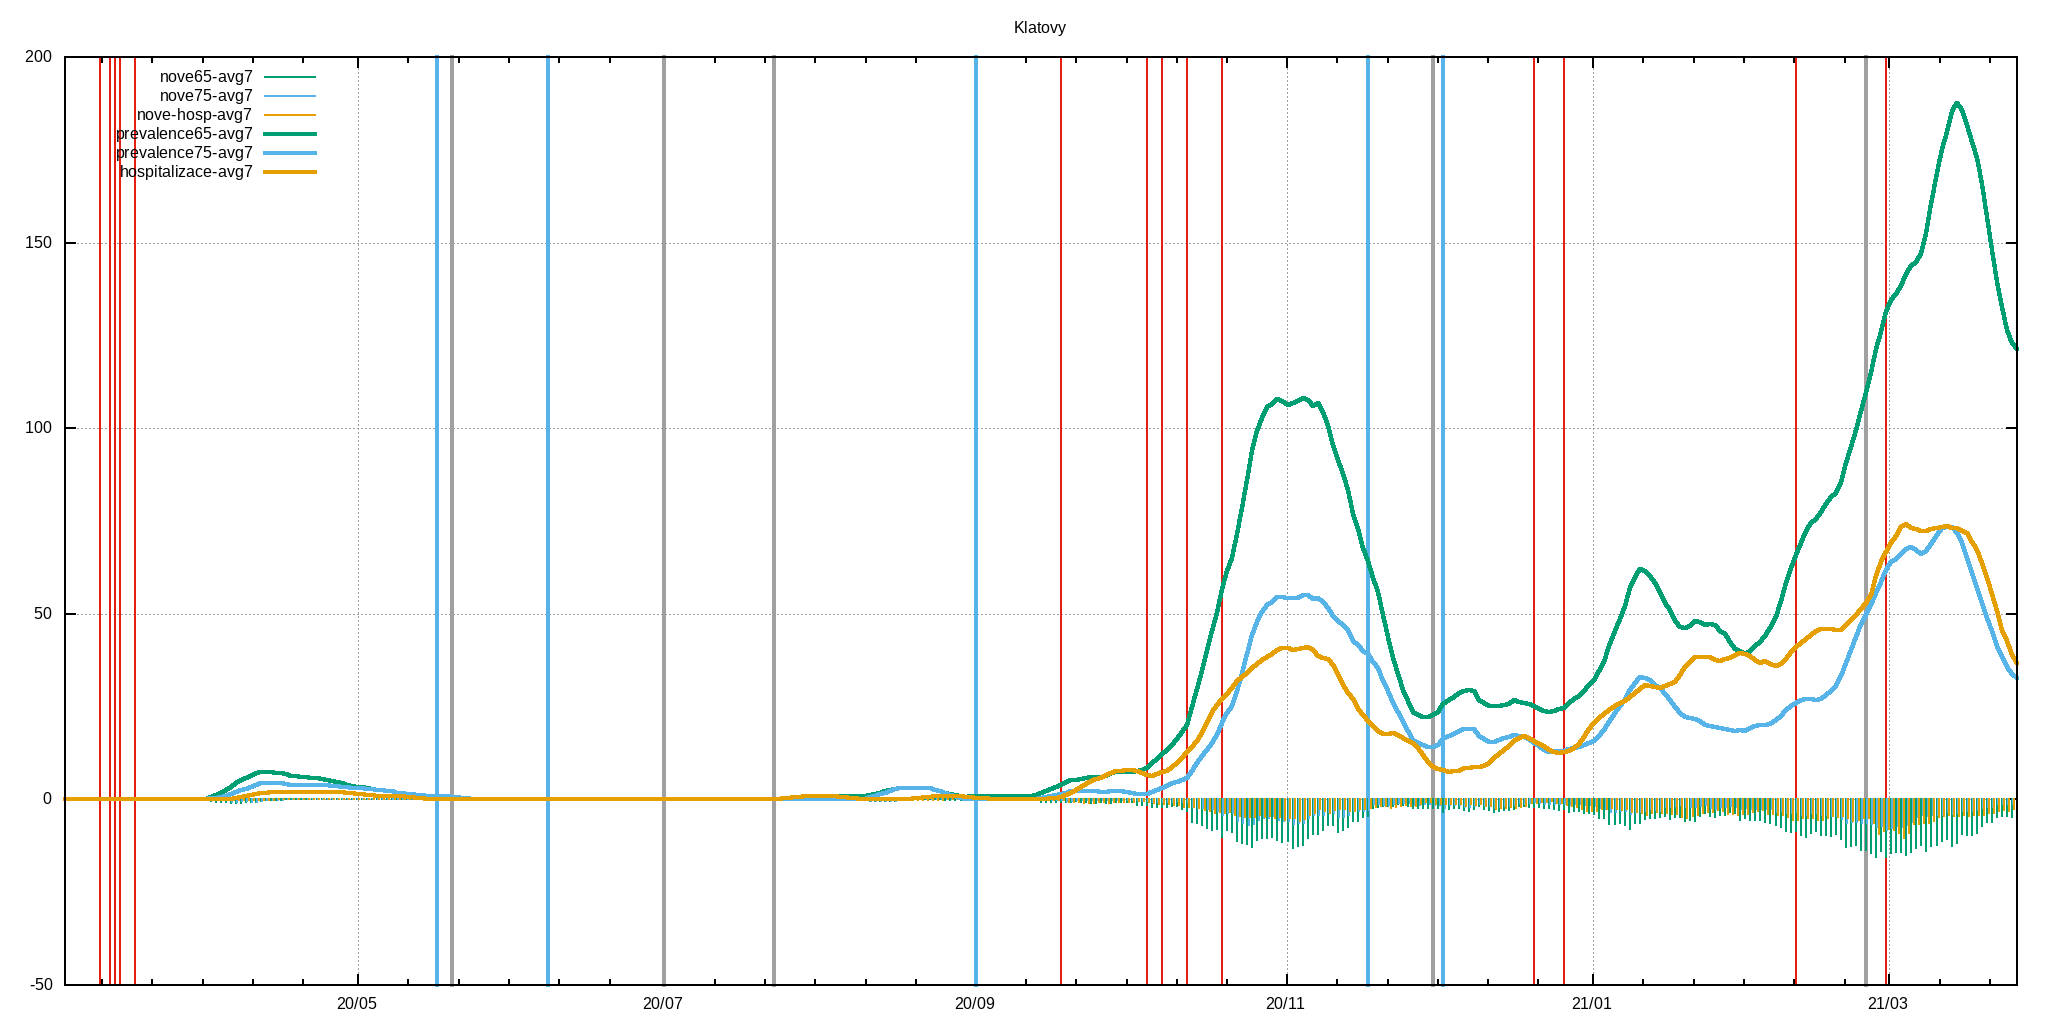 Klatovy
200
150
100
50
0
-50
nove65-avg7
nove75-avg7
nove-hosp-avg7
prevalence65-avg7
prevalence75-avg7
hospitalizace-avg7
20/05
20/07
20/09
20/11
21/01
21/03